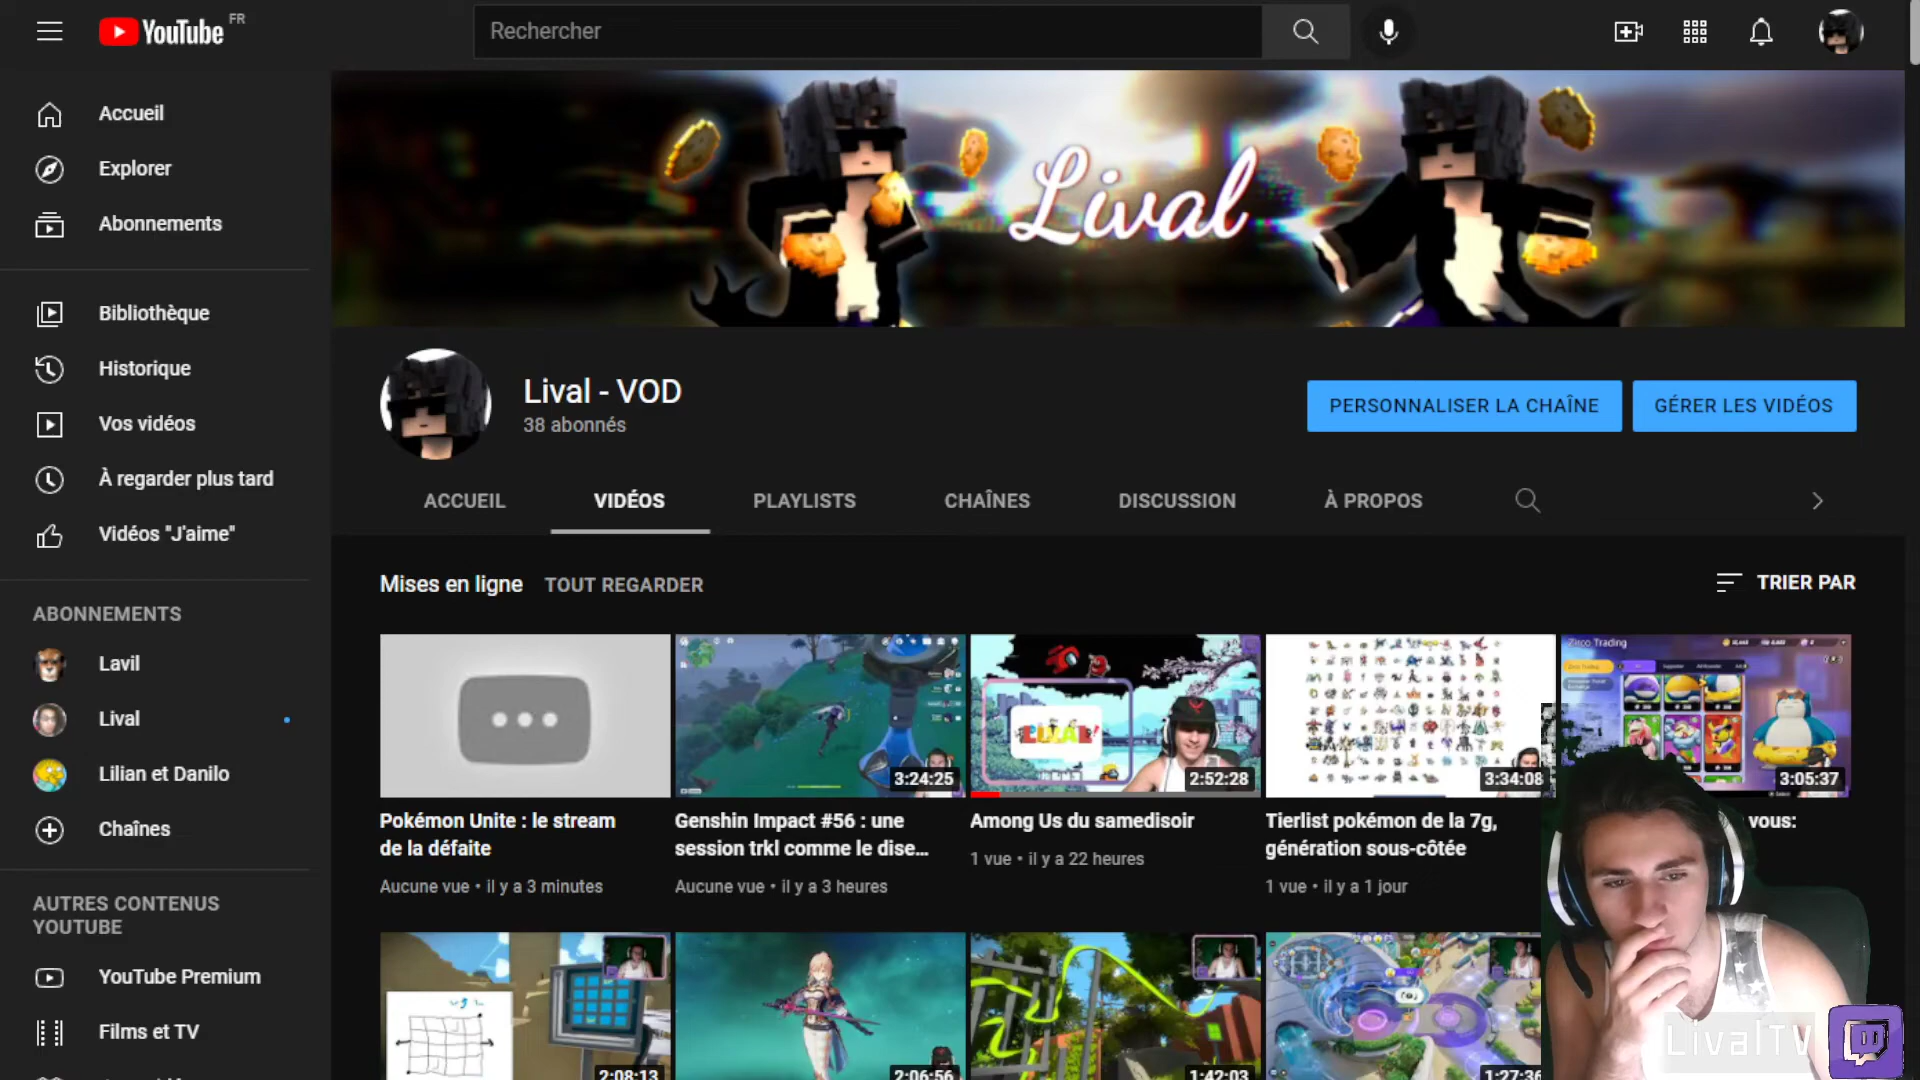 YouTube FR
Rechercher
Accueil
Explorer
Abonnements
Bibliothèque
Historique
Vos vidéos
À regarder plus tard
Vidéos "J'aime"
ABONNEMENTS
Lavil
Lival
Lilian et Danilo
Chaînes
AUTRES CONTENUS
YOUTUBE
YouTube Premium
Films et TV
Lival
Lival - VOD
38 abonnés
PERSONNALISER LA CHAÎNE
GÉRER LES VIDÉOS
ACCUEIL VIDÉOS PLAYLISTS CHAÎNES DISCUSSION À PROPOS
Mises en ligne TOUT REGARDER
TRIER PAR
Pokémon Unite : le stream
de la défaite
Aucune vue • il y a 3 minutes
3:24:25
Genshin Impact #56 : une
session trkl comme le dise...
Aucune vue • il y a 3 heures
2:52:28
Among Us du samedisoir
1 vue • il y a 22 heures
3:34:08
Tierlist pokémon de la 7g,
génération sous-côtée
1 vue • il y a 1 jour
Zirco Trading
3:05:37
vous:
2:08:13
2:06:56
1:42:03
1:27:36
LivalTV